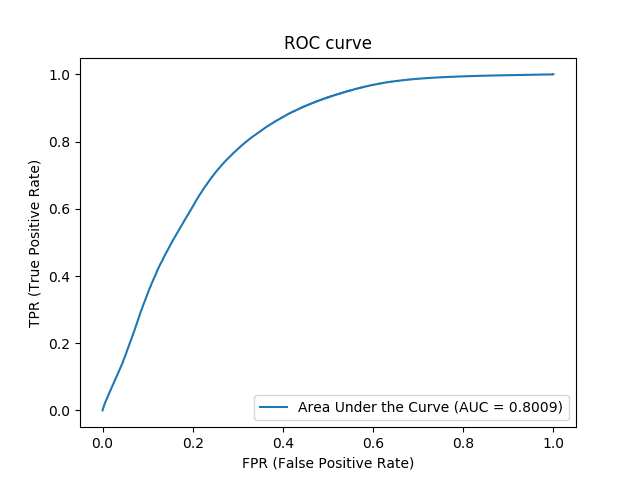 ROC curve
1.0
0.8
0.6
0.4
0.2
0.0
TPR (True Positive Rate)
Area Under the Curve (AUC = 0.8009)
0.0 0.2 0.4 0.6 0.8 1.0
FPR (False Positive Rate)